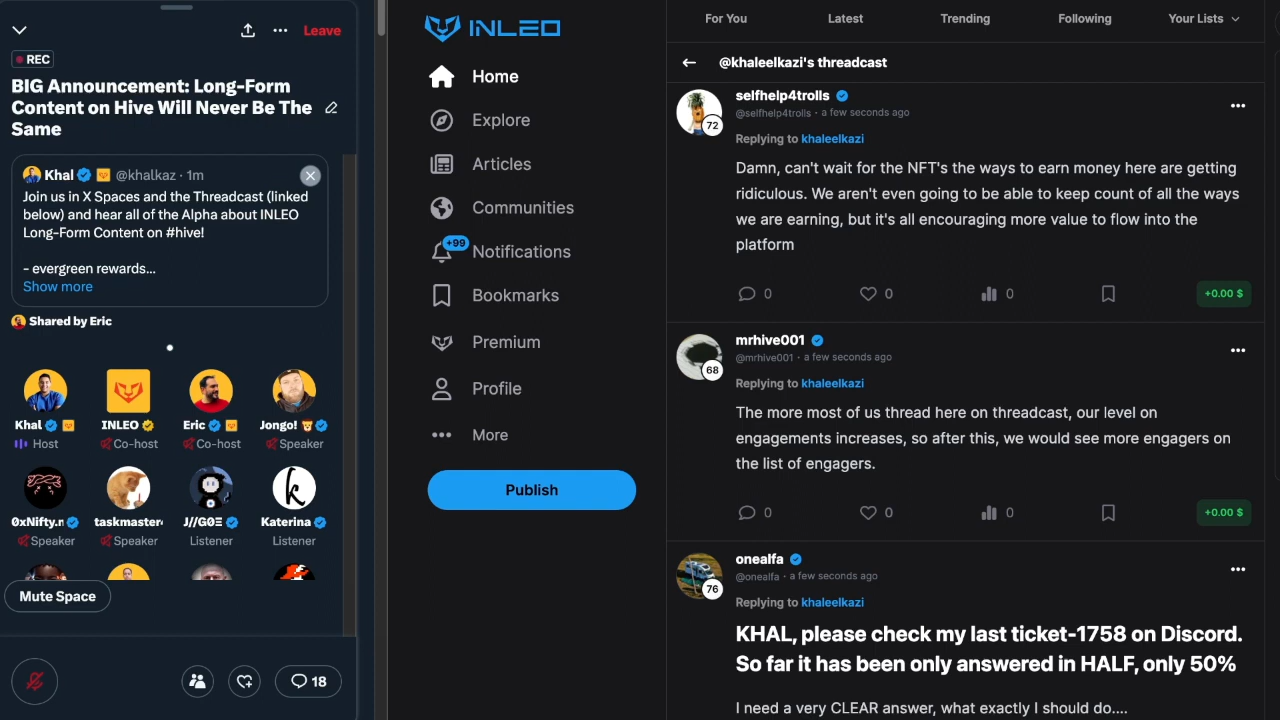 Leave
REC
BIG Announcement: Long-Form
Content on Hive Will Never Be The
Same
Khal @khalkaz · 1m
Join us in X Spaces and the Threadcast (linked
below) and hear all of the Alpha about INLEO
Long-Form Content on #hive!
- evergreen rewards...
Show more
Shared by Eric
Khal INLEO Eric Jongo!
Host Co-host Co-host Speaker
0xNifty.n taskmaster J//G0Ξ Katerina
Speaker Speaker Listener Listener
Mute Space
18
INLEO
Home
Explore
Articles
Communities
+99
Notifications
Bookmarks
Premium
Profile
More
Publish
For You Latest Trending Following Your Lists
@khaleelkazi's threadcast
selfhelp4trolls
@selfhelp4trolls · a few seconds ago
72
Replying to khaleelkazi
Damn, can't wait for the NFT's the ways to earn money here are getting
ridiculous. We aren't even going to be able to keep count of all the ways
we are earning, but it's all encouraging more value to flow into the
platform
0 0 0 +0.00 $
mrhive001
@mrhive001 · a few seconds ago
68
Replying to khaleelkazi
The more most of us thread here on threadcast, our level on
engagements increases, so after this, we would see more engagers on
the list of engagers.
0 0 0 +0.00 $
onealfa
@onealfa · a few seconds ago
76
Replying to khaleelkazi
KHAL, please check my last ticket-1758 on Discord.
So far it has been only answered in HALF, only 50%
I need a very CLEAR answer, what exactly I should do....